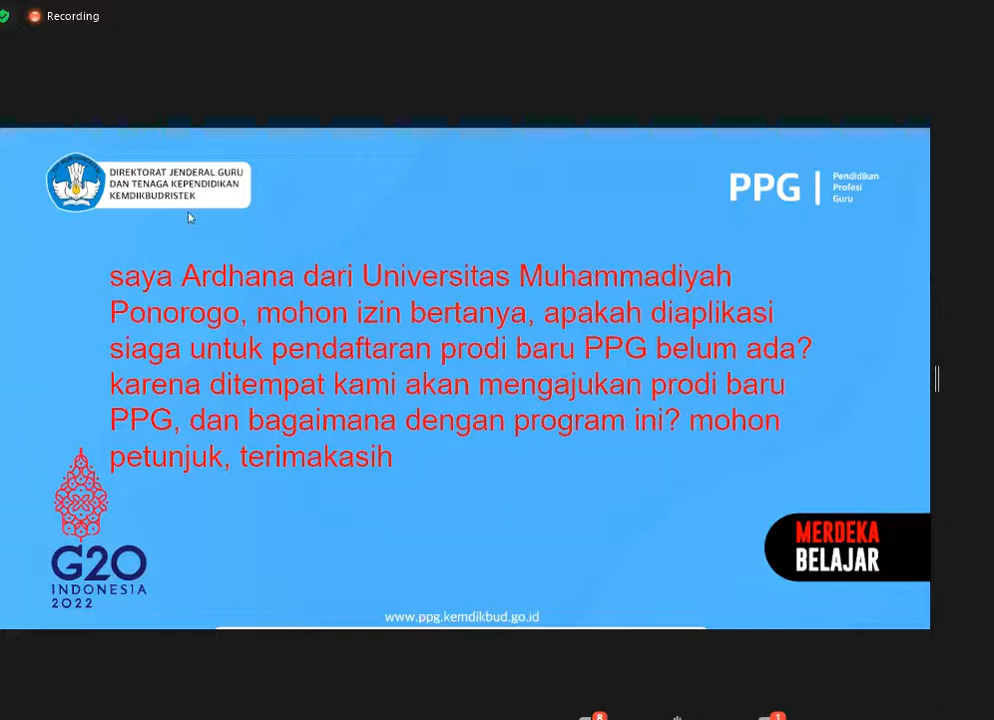 Recording
DIREKTORAT JENDERAL GURU
DAN TENAGA KEPENDIDIKAN
KEMDIKBUDRISTEK
PPG
Pendidikan
Profesi
Guru
saya Ardhana dari Universitas Muhammadiyah
Ponorogo, mohon izin bertanya, apakah diaplikasi
siaga untuk pendaftaran prodi baru PPG belum ada?
karena ditempat kami akan mengajukan prodi baru
PPG, dan bagaimana dengan program ini? mohon
petunjuk, terimakasih
G20
INDONESIA
2022
MERDEKA
BELAJAR
www.ppg.kemdikbud.go.id
8
1